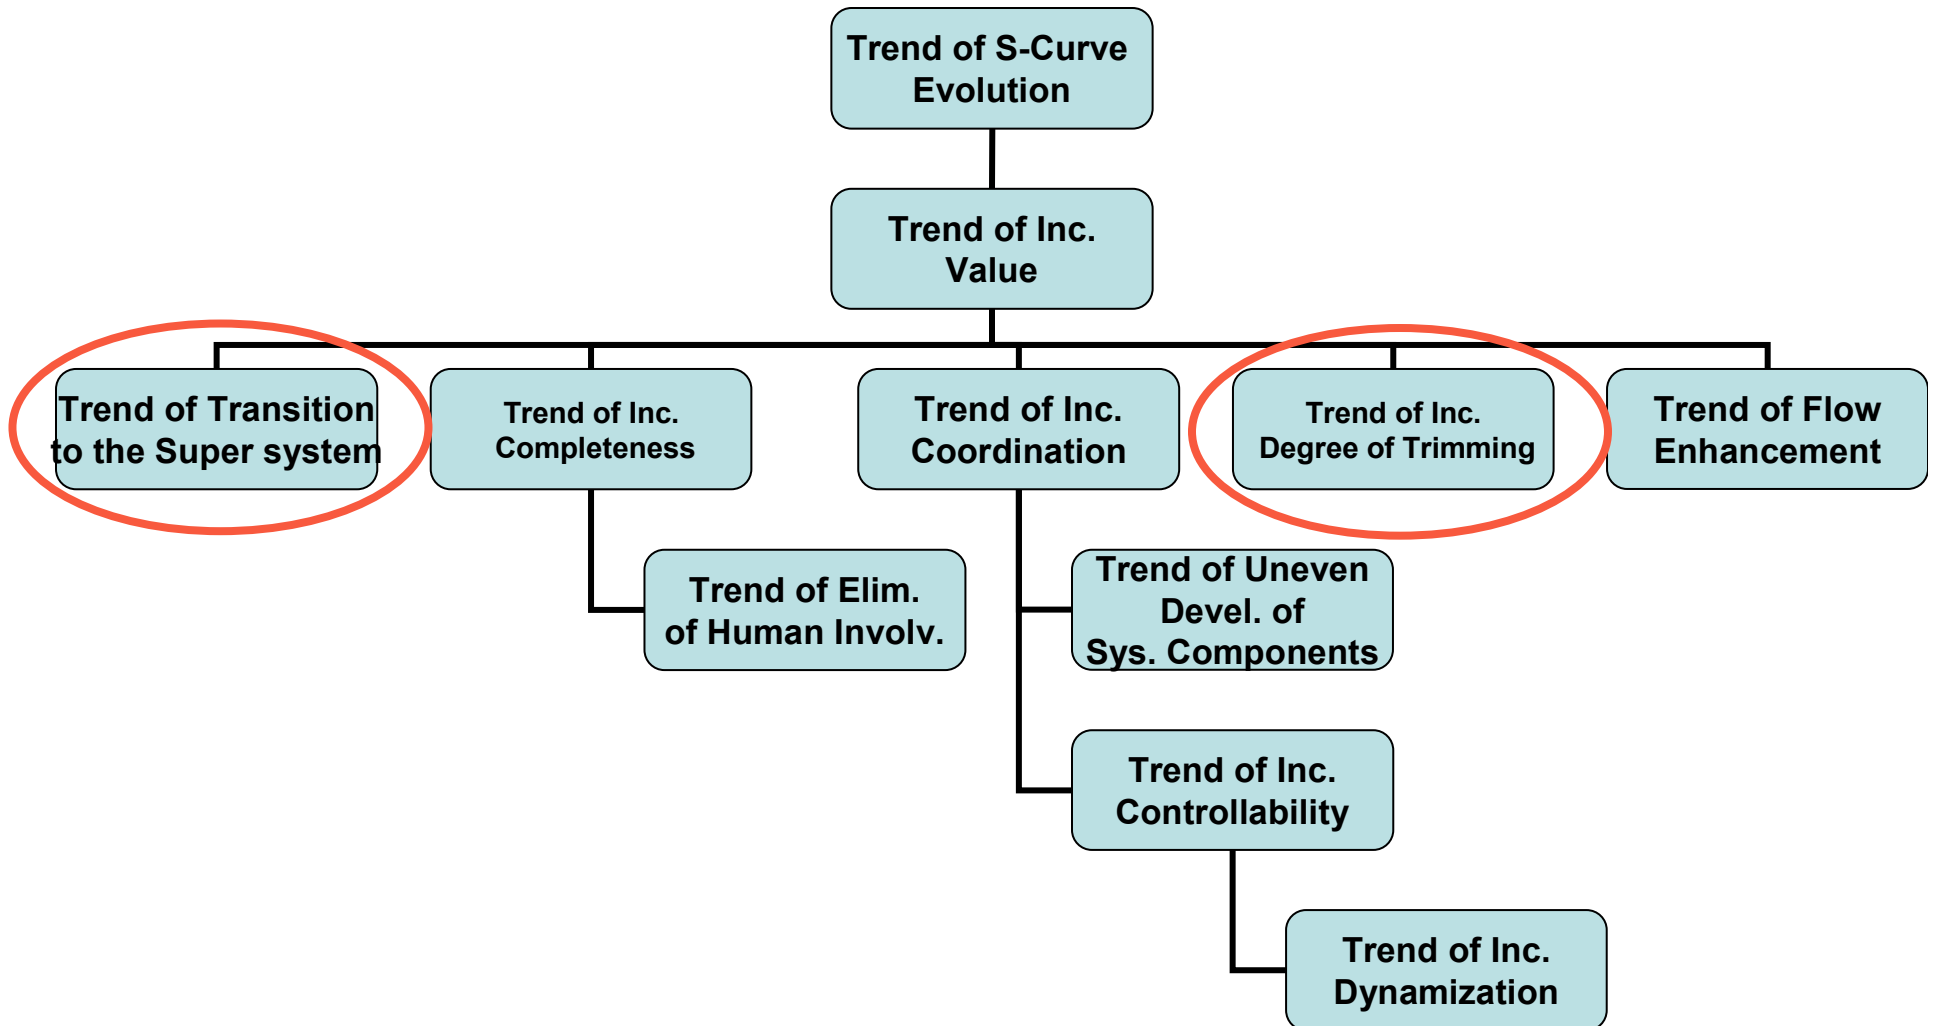 Trend of S-Curve
Evolution
Trend of Inc.
Value
Trend of Transition
to the Super system
Trend of Inc.
Completeness
Trend of Inc.
Coordination
Trend of Inc.
Degree of Trimming
Trend of Flow
Enhancement
Trend of Elim.
of Human Involv.
Trend of Uneven
Devel. of
Sys. Components
Trend of Inc.
Controllability
Trend of Inc.
Dynamization